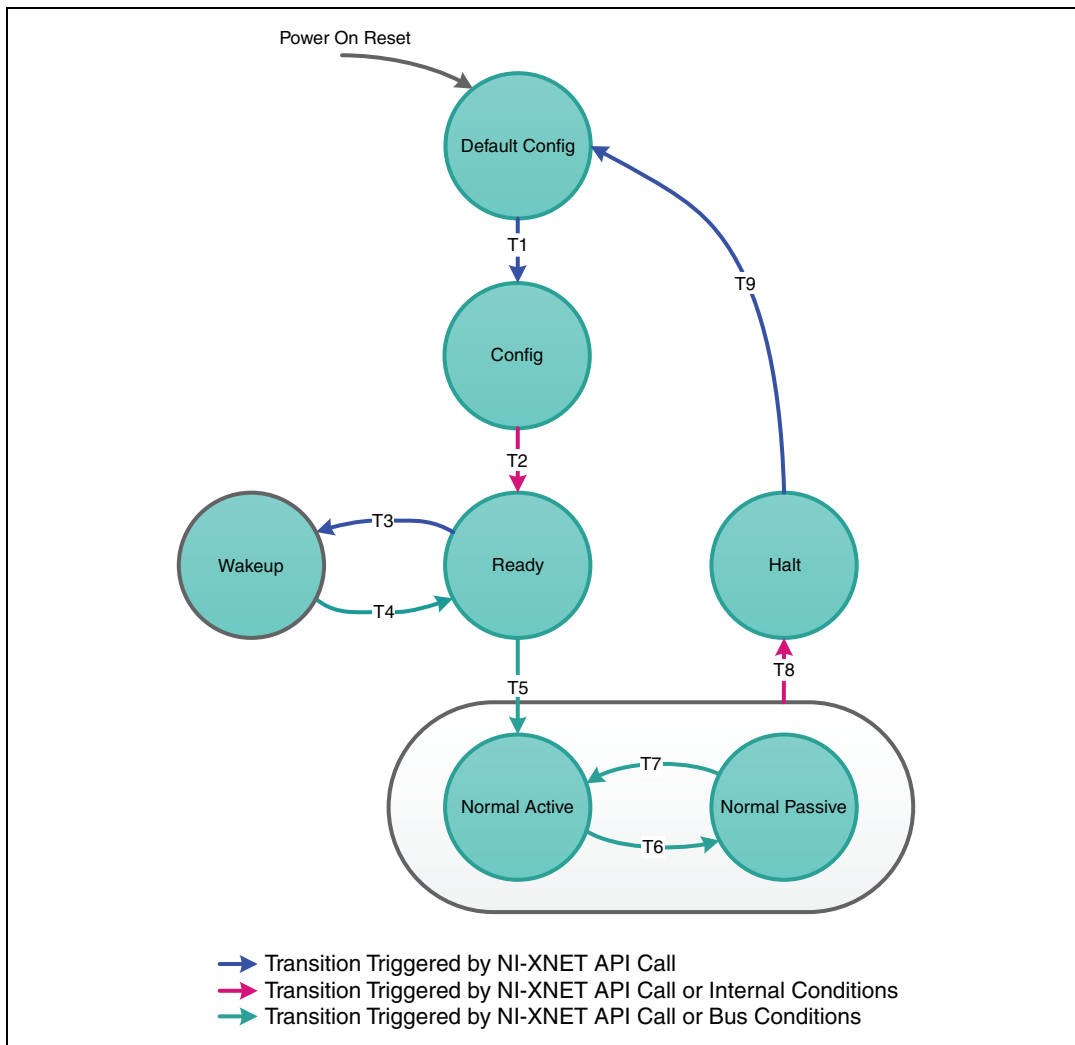 Power On Reset
Default Config
T1
T9
Config
T2
T3
Wakeup
Ready
Halt
T4
T8
T5
T7
Normal Active
Normal Passive
T6
Transition Triggered by NI-XNET API Call
Transition Triggered by NI-XNET API Call or Internal Conditions
Transition Triggered by NI-XNET API Call or Bus Conditions